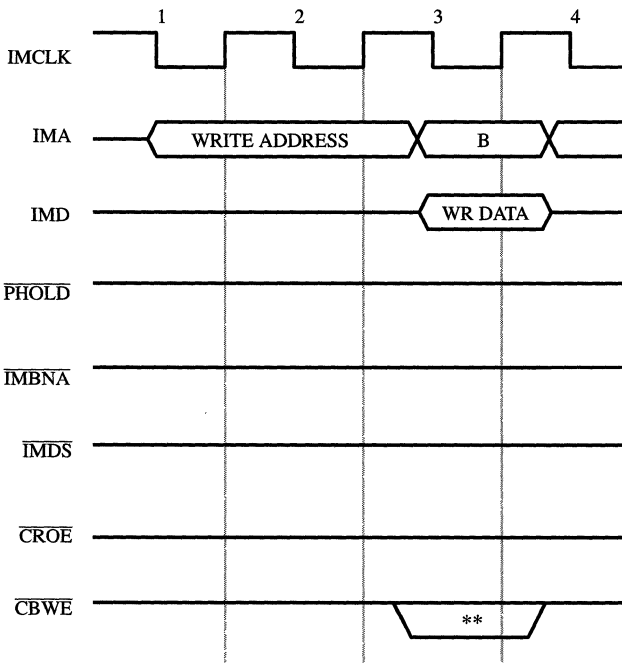 1 2 3 4
IMCLK
IMA WRITE ADDRESS B
IMD WR DATA
PHOLD
IMBNA
IMDS
CROE
CBWE **